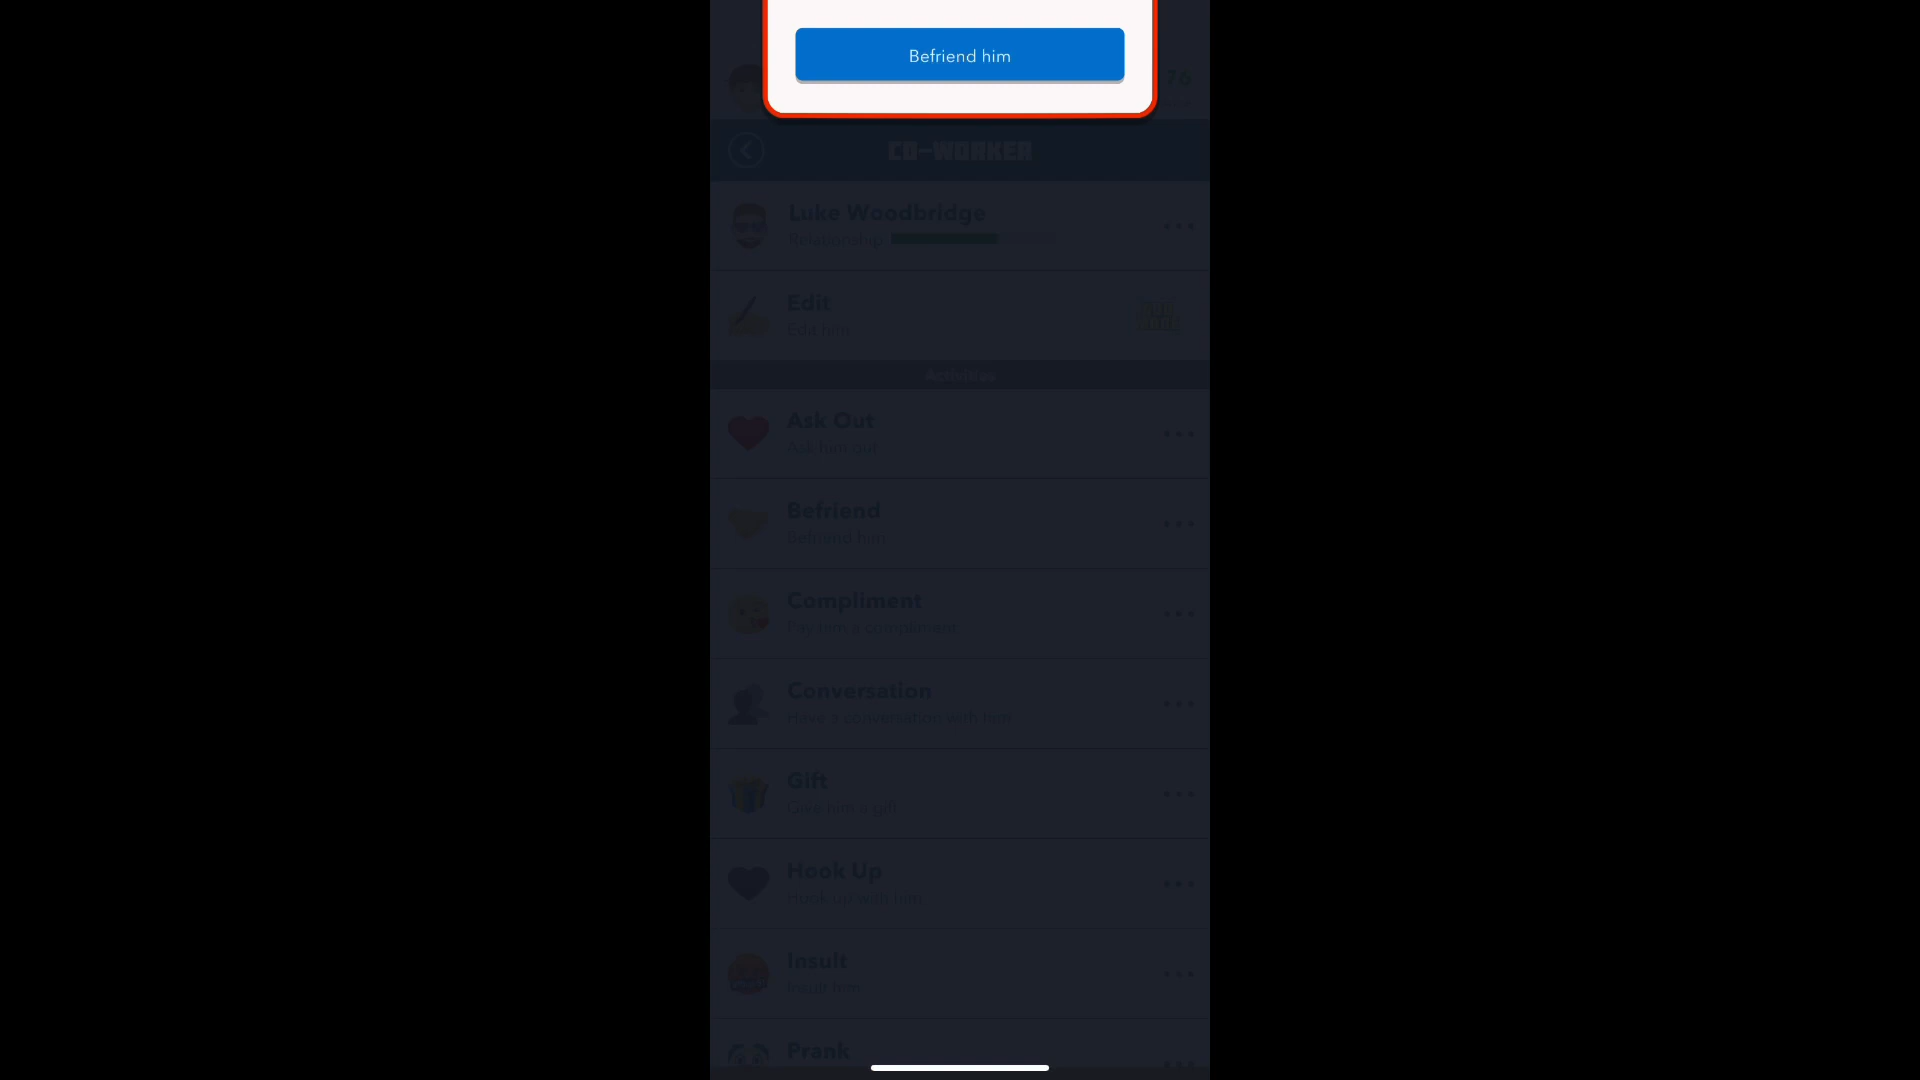 Befriend him
76
CO-WORKER
Luke Woodbridge
Relationship
Edit
Edit him
Activities
Ask Out
Ask him out
Befriend
Befriend him
Compliment
Pay him a compliment
Conversation
Have a conversation with him
Gift
Give him a gift
Hook Up
Hook up with him
Insult
Insult him
Prank